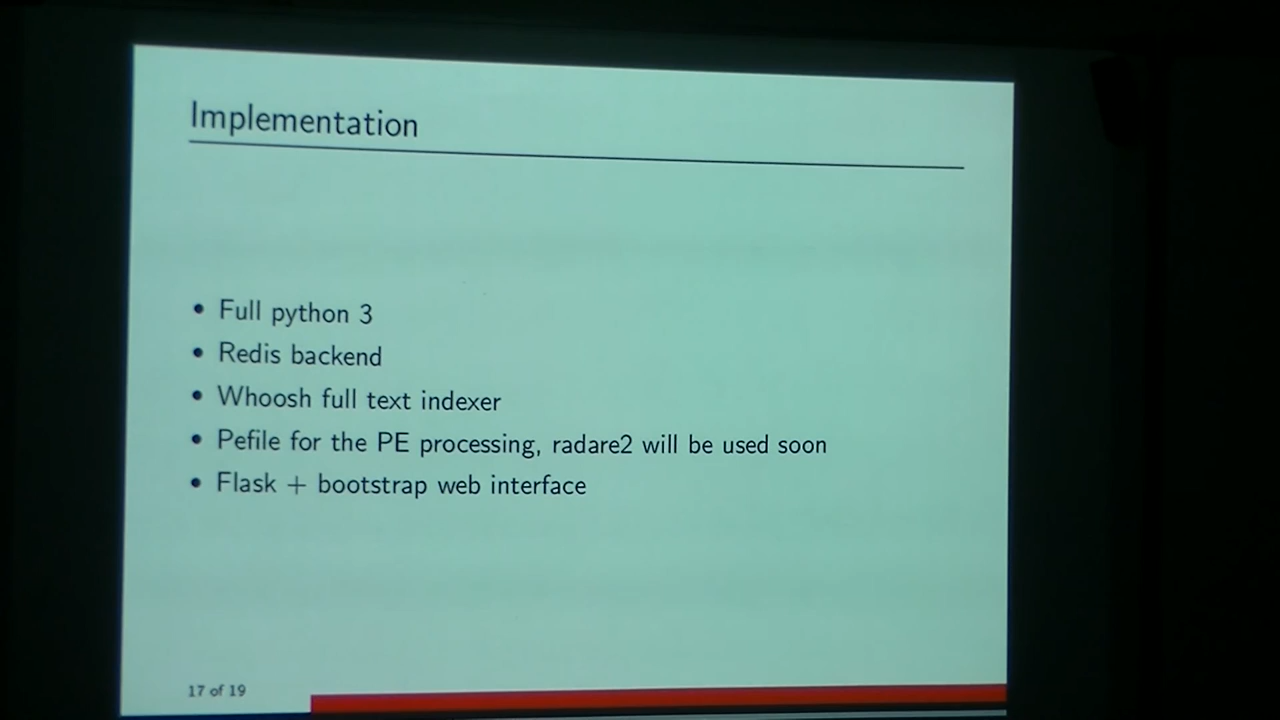 Implementation
• Full python 3
• Redis backend
• Whoosh full text indexer
• Pefile for the PE processing, radare2 will be used soon
• Flask + bootstrap web interface
17 of 19